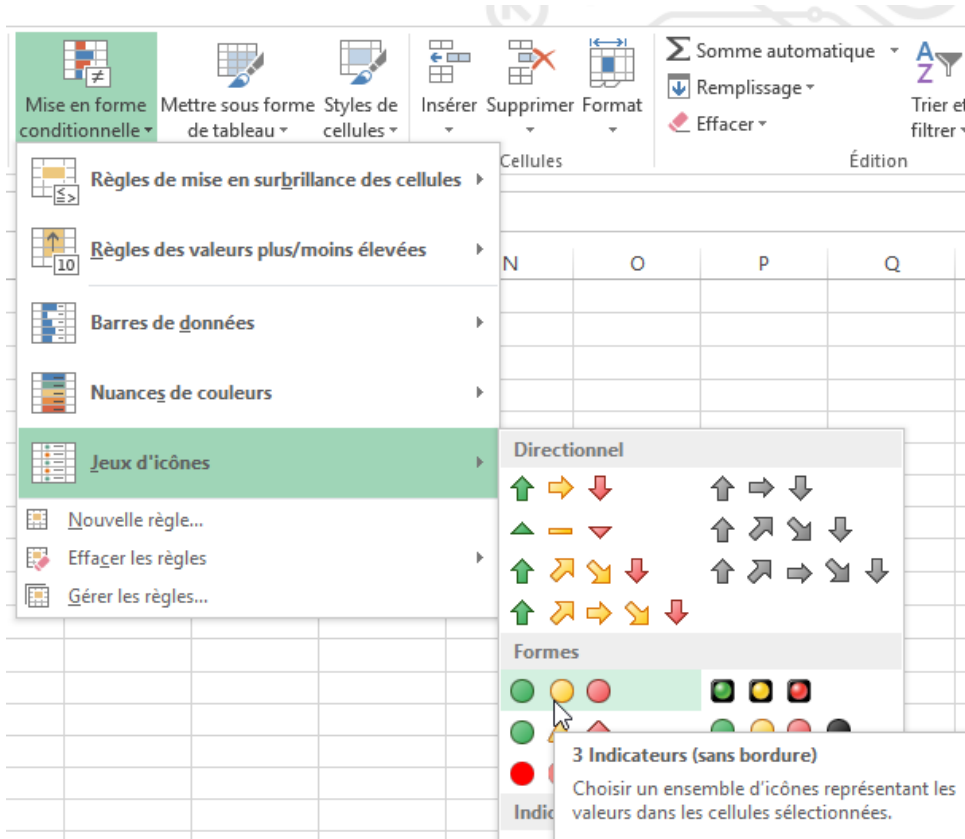 Mise en forme
conditionnelle
Mettre sous forme
de tableau
Styles de
cellules
Insérer
Supprimer
Format
Somme automatique
Remplissage
Effacer
Trier et
filtrer
Cellules
Édition
Règles de mise en surbrillance des cellules
Règles des valeurs plus/moins élevées
10
Barres de données
Nuances de couleurs
Jeux d'icônes
Nouvelle règle...
Effacer les règles
Gérer les règles...
N O P Q
Directionnel
Formes
3 Indicateurs (sans bordure)
Choisir un ensemble d'icônes représentant les
valeurs dans les cellules sélectionnées.